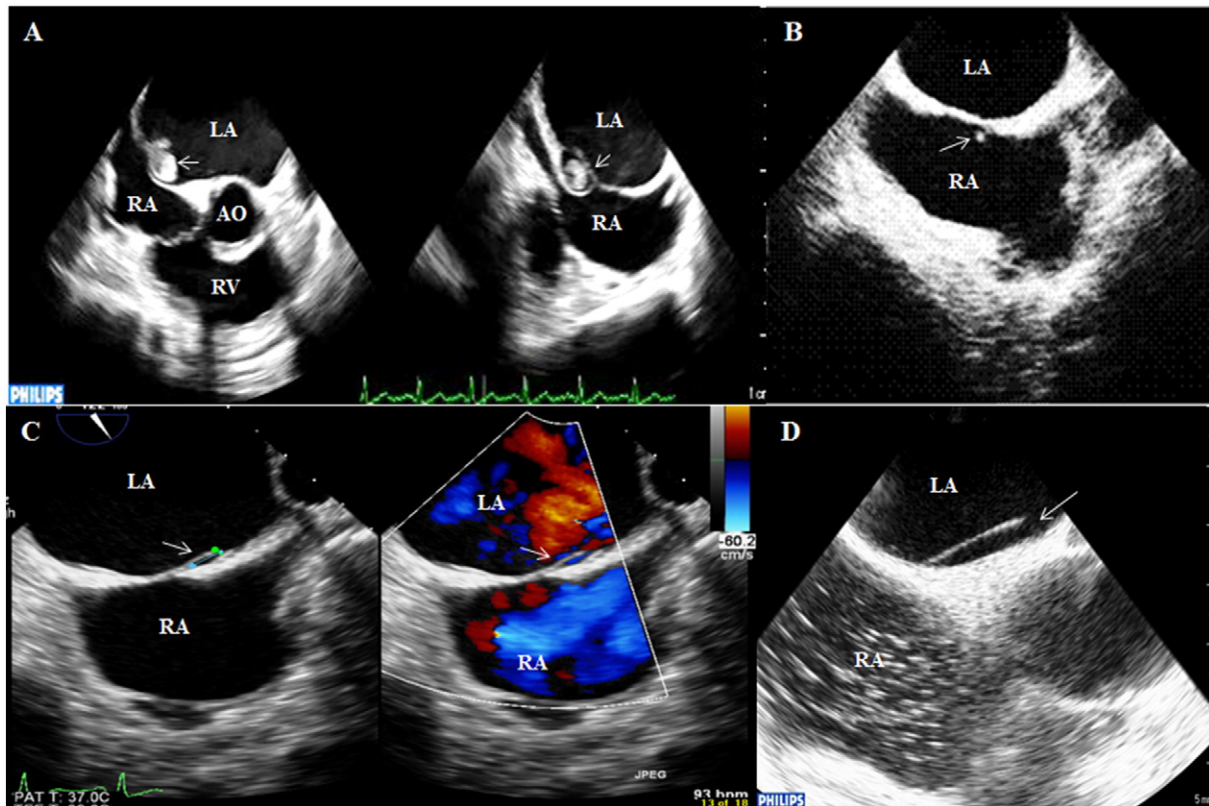 A
LA
RA
AO
RV
LA
RA
PHILIPS
B
LA
RA
C
LA
RA
LA
RA
-60.2
cm/s
JPEG
PAT T: 37.0C
93 bpm
13 of 18
D
LA
RA
PHILIPS